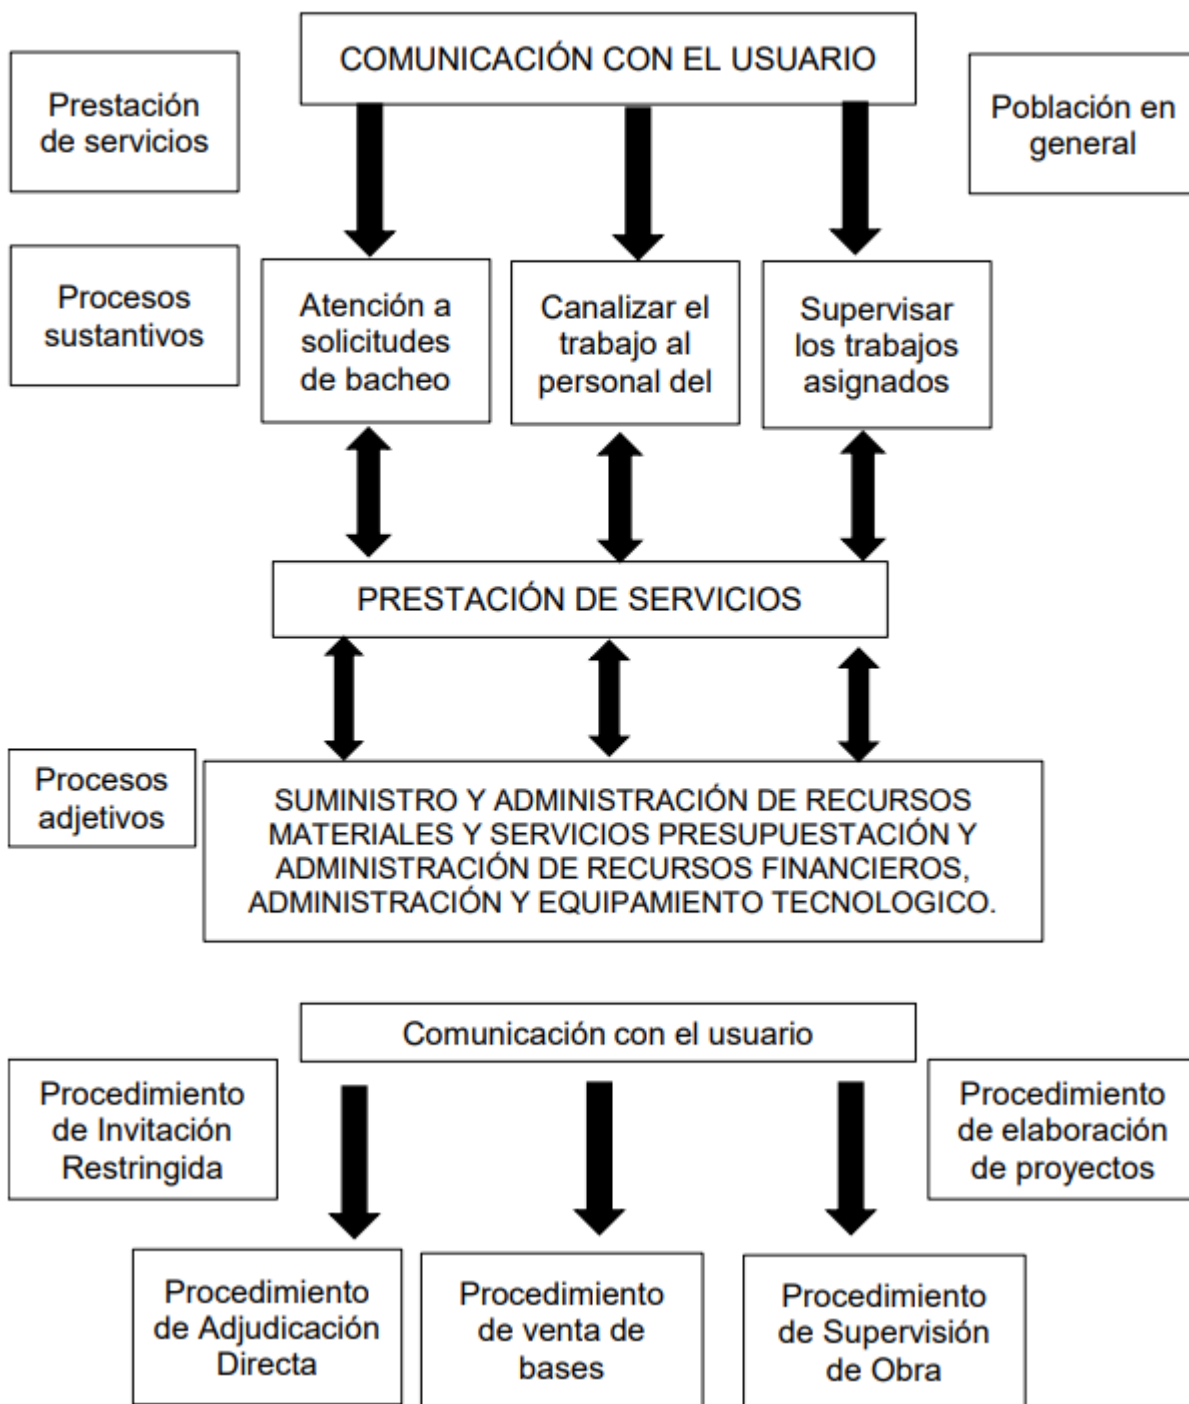 COMUNICACIÓN CON EL USUARIO
Prestación
de servicios
Población en
general
Procesos
sustantivos
Atención a
solicitudes
de bacheo
Canalizar el
trabajo al
personal del
Supervisar
los trabajos
asignados
PRESTACIÓN DE SERVICIOS
Procesos
adjetivos
SUMINISTRO Y ADMINISTRACIÓN DE RECURSOS
MATERIALES Y SERVICIOS PRESUPUESTACIÓN Y
ADMINISTRACIÓN DE RECURSOS FINANCIEROS,
ADMINISTRACIÓN Y EQUIPAMIENTO TECNOLOGICO.
Comunicación con el usuario
Procedimiento
de Invitación
Restringida
Procedimiento
de elaboración
de proyectos
Procedimiento
de Adjudicación
Directa
Procedimiento
de venta de
bases
Procedimiento
de Supervisión
de Obra